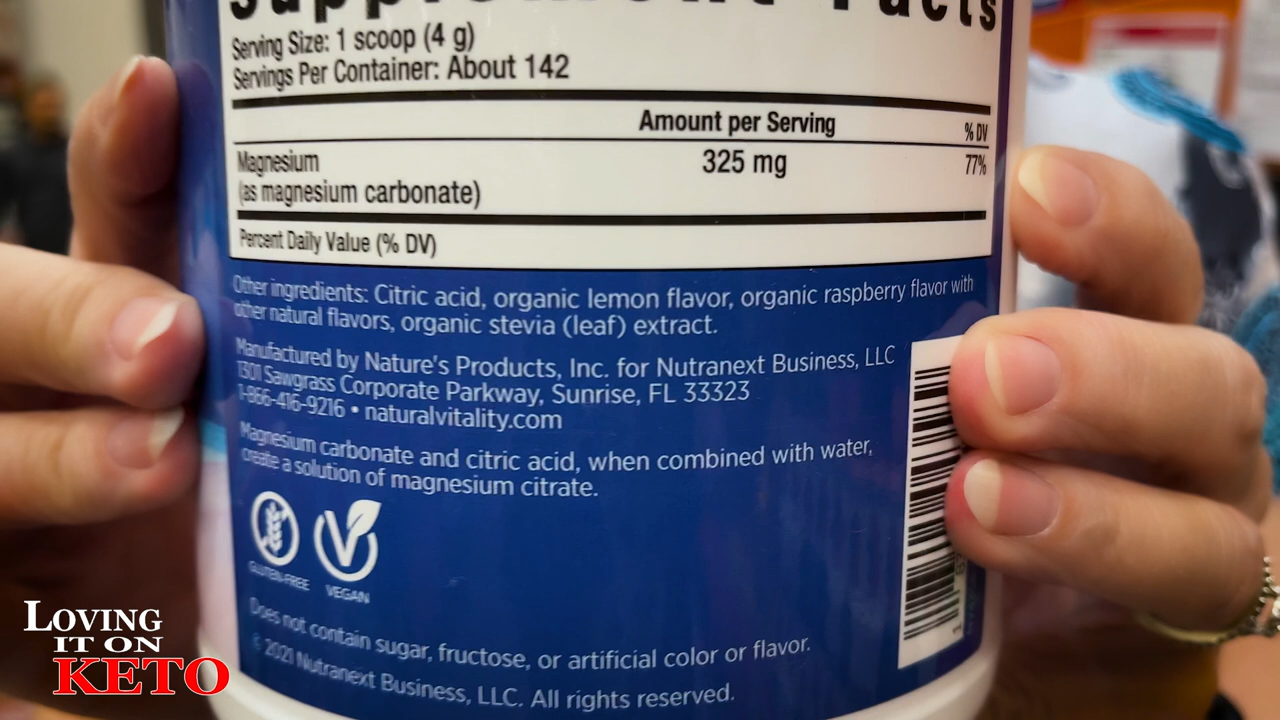 Supplement Facts
Serving Size: 1 scoop (4 g)
Servings Per Container: About 142
Amount per Serving % DV
Magnesium 325 mg 77%
(as magnesium carbonate)
Percent Daily Value (% DV)
Other ingredients: Citric acid, organic lemon flavor, organic raspberry flavor with
other natural flavors, organic stevia (leaf) extract.
Manufactured by Nature's Products, Inc. for Nutranext Business, LLC
1301 Sawgrass Corporate Parkway, Sunrise, FL 33323
1-866-416-9216 • naturalvitality.com
Magnesium carbonate and citric acid, when combined with water,
create a solution of magnesium citrate.
GLUTEN-FREE VEGAN
Does not contain sugar, fructose, or artificial color or flavor.
© 2021 Nutranext Business, LLC. All rights reserved.
LOVING
IT ON
KETO